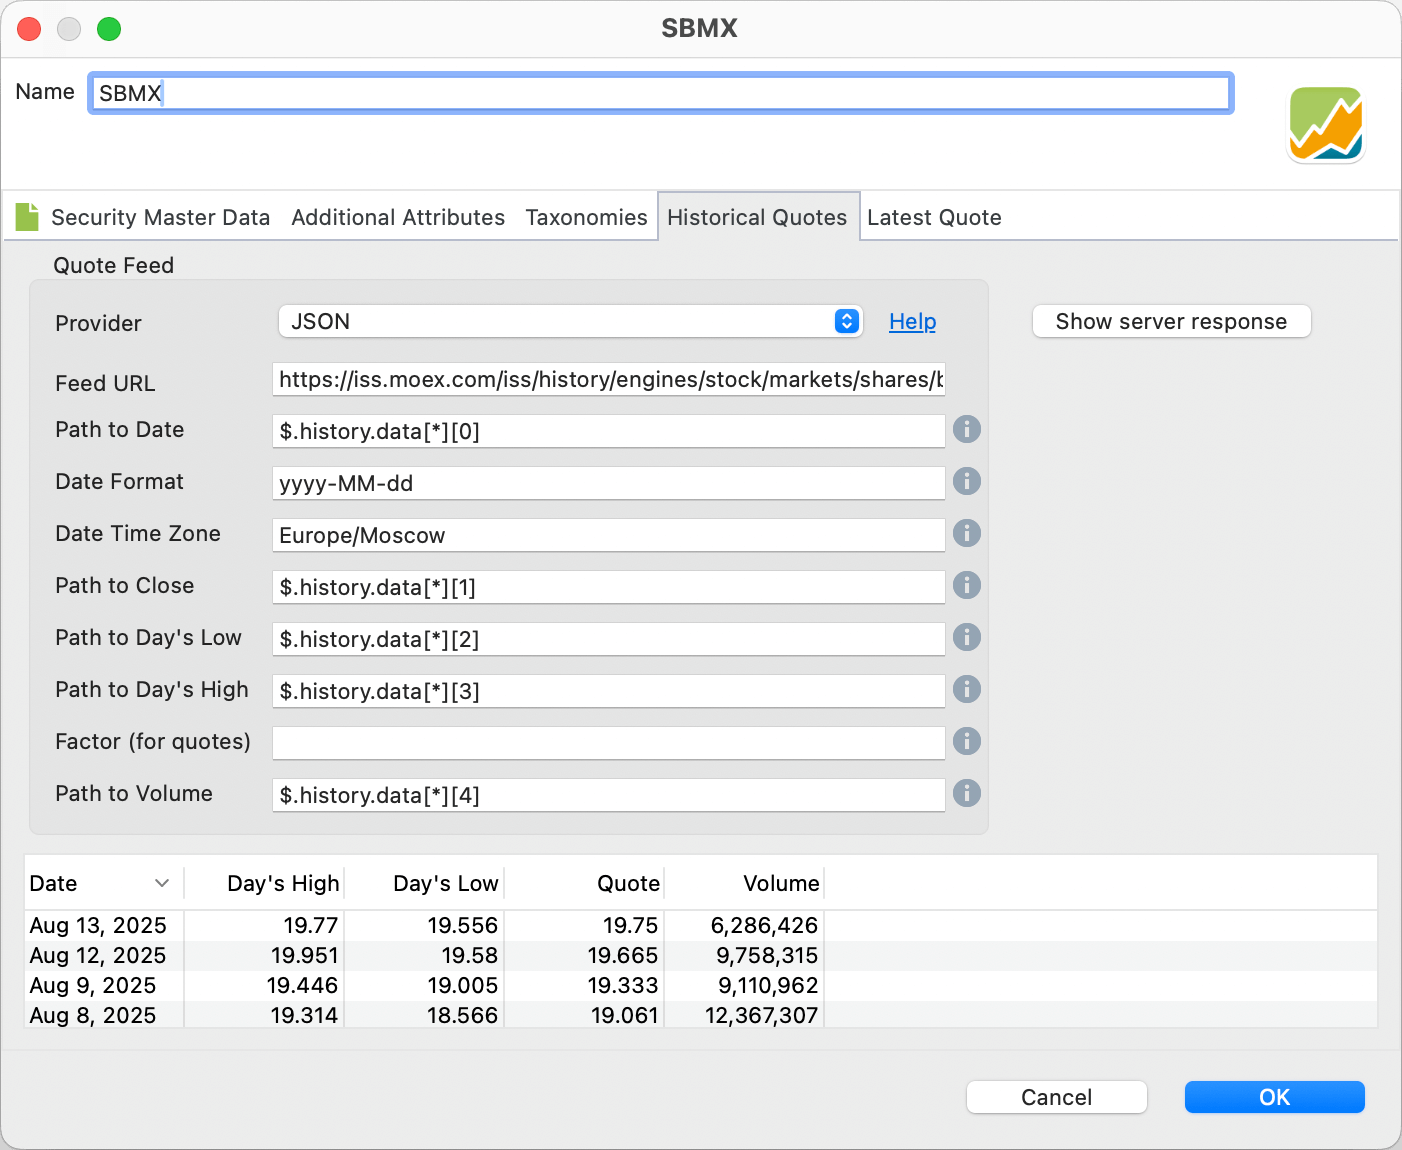 SBMX
Name SBMX
Security Master Data Additional Attributes Taxonomies Historical Quotes Latest Quote
Quote Feed
Provider JSON Help Show server response
Feed URL https://iss.moex.com/iss/history/engines/stock/markets/shares/b
Path to Date $.history.data[*][0]
Date Format yyyy-MM-dd
Date Time Zone Europe/Moscow
Path to Close $.history.data[*][1]
Path to Day's Low $.history.data[*][2]
Path to Day's High $.history.data[*][3]
Factor (for quotes)
Path to Volume $.history.data[*][4]
Date Day's High Day's Low Quote Volume
Aug 13, 2025 19.77 19.556 19.75 6,286,426
Aug 12, 2025 19.951 19.58 19.665 9,758,315
Aug 9, 2025 19.446 19.005 19.333 9,110,962
Aug 8, 2025 19.314 18.566 19.061 12,367,307
Cancel OK